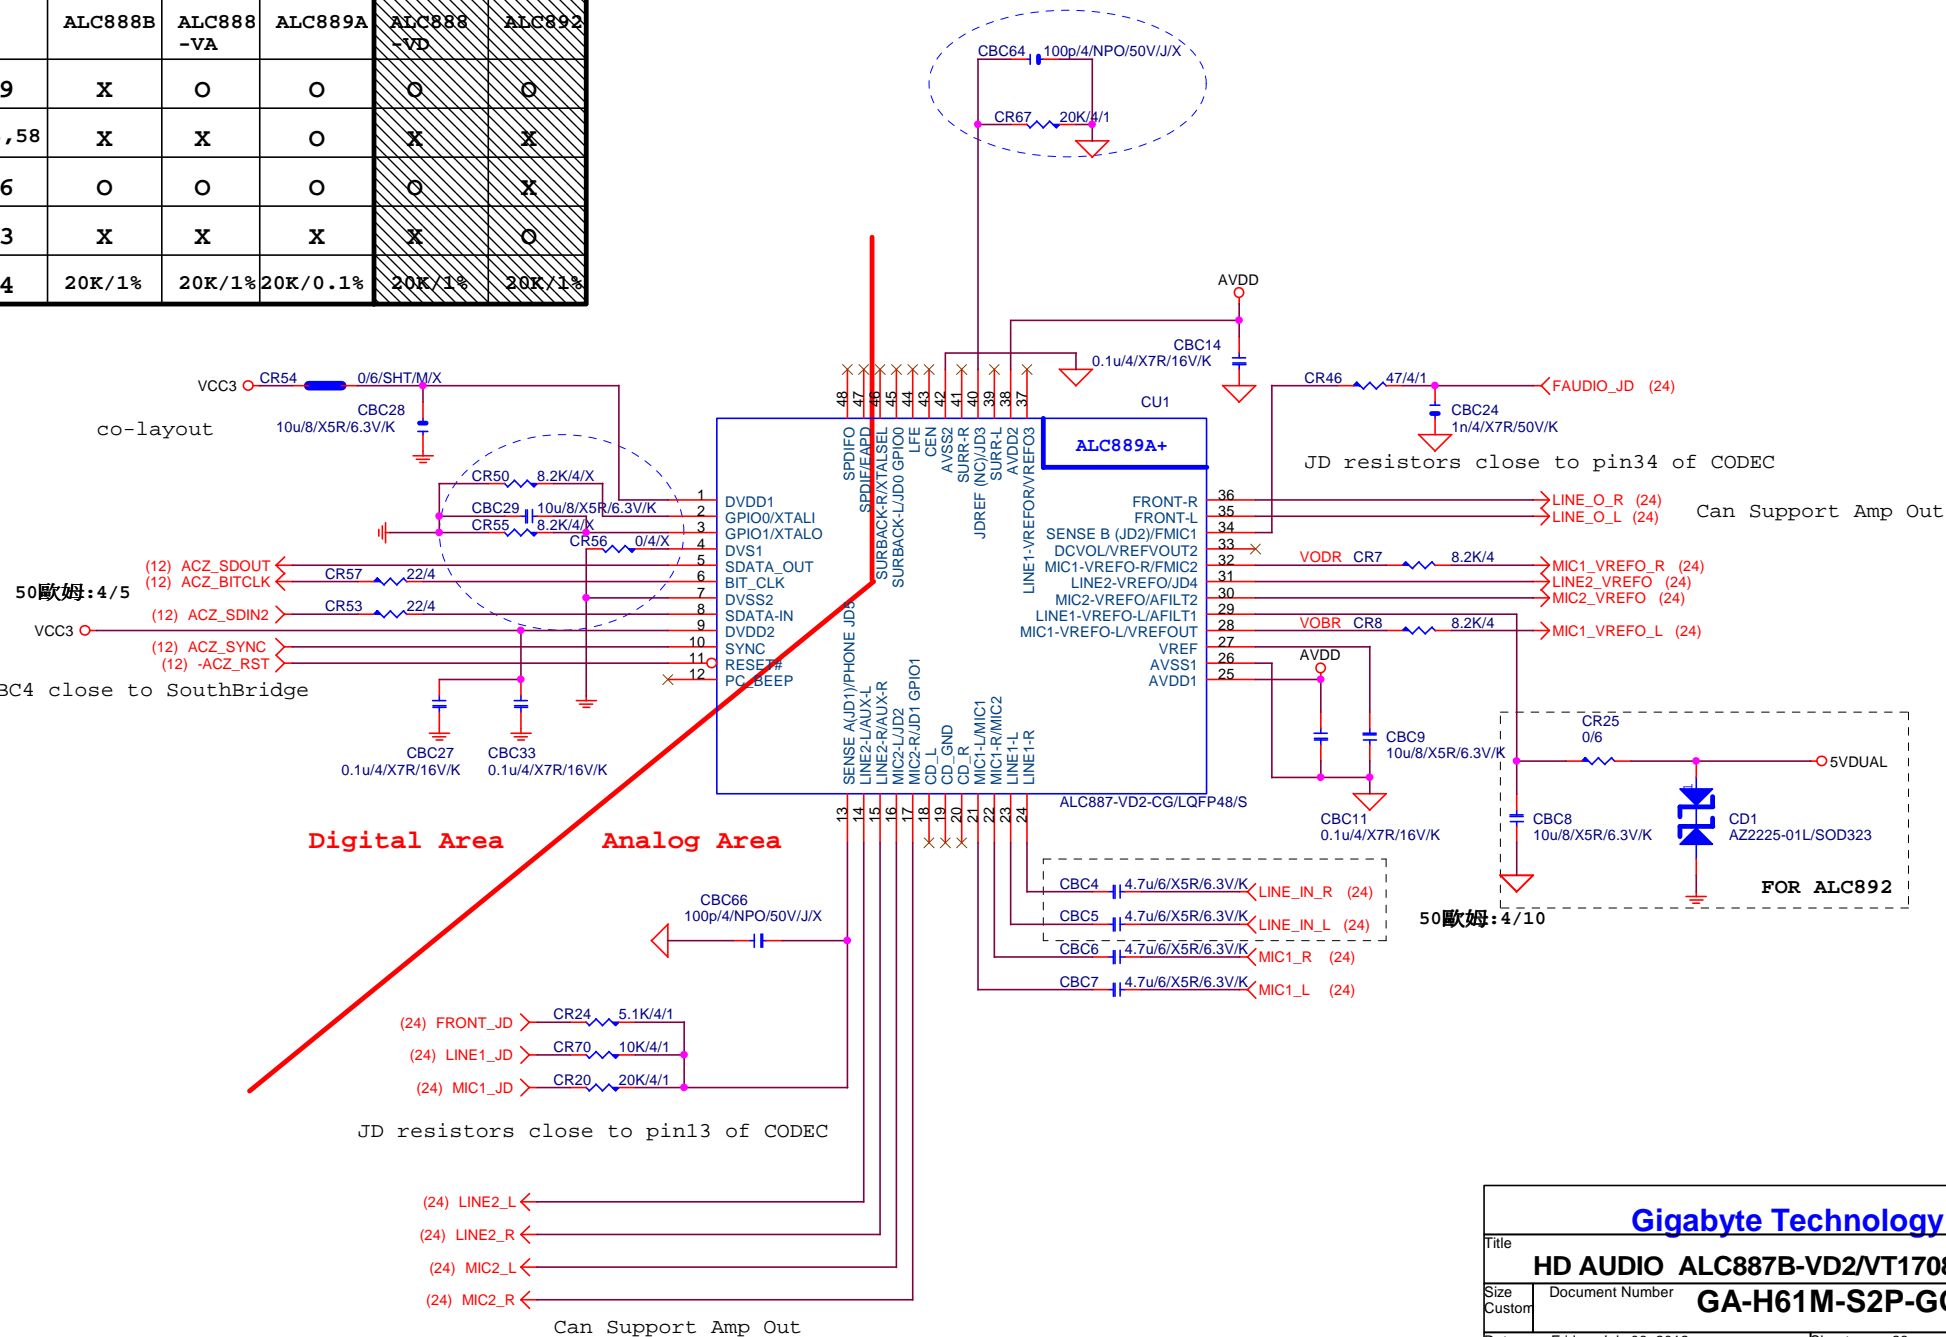 ALC888B ALC888-VA ALC889A ALC888-VD ALC892
9 X O O O O
,58 X X O X X
6 O O O O X
3 X X X X O
4 20K/1% 20K/1% 20K/0.1% 20K/1% 20K/1%
CBC64 100p/4/NPO/50V/J/X
CR67 20K/4/1
AVDD
CBC14
0.1u/4/X7R/16V/K
VCC3 CR54 0/6/SHT/M/X
CBC28
10u/8/X5R/6.3V/K
co-layout
CR50 8.2K/4/X
CBC29 10u/8/X5R/6.3V/K
CR55 8.2K/4/X
CR56 0/4/X
(12) ACZ_SDOUT
(12) ACZ_BITCLK CR57 22/4
50歐姆:4/5
(12) ACZ_SDIN2 CR53 22/4
VCC3
(12) ACZ_SYNC
(12) -ACZ_RST
BC4 close to SouthBridge
CBC27
0.1u/4/X7R/16V/K
CBC33
0.1u/4/X7R/16V/K
48 47 46 45 44 43 42 41 40 39 38 37
SPDIFO
SPDIF/EAPD
SURBACK-R/XTALSEL
SURBACK-L/JD0 GPIO0
LFE
CEN
AVSS2
SURR-R
JDREF (NC)/JD3
SURR-L
AVDD2
LINE1-VREFOR/VREFO3
CU1
ALC889A+
1 DVDD1
2 GPIO0/XTALI
3 GPIO1/XTALO
4 DVS1
5 SDATA_OUT
6 BIT_CLK
7 DVSS2
8 SDATA-IN
9 DVDD2
10 SYNC
11 RESET#
12 PC_BEEP
FRONT-R 36
FRONT-L 35
SENSE B (JD2)/FMIC1 34
DCVOL/VREFVOUT2 33
MIC1-VREFO-R/FMIC2 32
LINE2-VREFO/JD4 31
MIC2-VREFO/AFILT2 30
LINE1-VREFO-L/AFILT1 29
MIC1-VREFO-L/VREFOUT 28
VREF 27
AVSS1 26
AVDD1 25
SENSE A(JD1)/PHONE JD5
LINE2-L/AUX-L
LINE2-R/AUX-R
MIC2-L/JD2
MIC2-R/JD1 GPIO1
CD_L
CD_GND
CD_R
MIC1-L/MIC1
MIC1-R/MIC2
LINE1-L
LINE1-R
13 14 15 16 17 18 19 20 21 22 23 24
ALC887-VD2-CG/LQFP48/S
CR46 47/4/1 FAUDIO_JD (24)
CBC24
1n/4/X7R/50V/K
JD resistors close to pin34 of CODEC
LINE_O_R (24)
LINE_O_L (24)
Can Support Amp Out
VODR CR7 8.2K/4 MIC1_VREFO_R (24)
LINE2_VREFO (24)
MIC2_VREFO (24)
VOBR CR8 8.2K/4 MIC1_VREFO_L (24)
AVDD
CBC9
10u/8/X5R/6.3V/K
CBC11
0.1u/4/X7R/16V/K
CR25
0/6
5VDUAL
CBC8
10u/8/X5R/6.3V/K
CD1
AZ2225-01L/SOD323
FOR ALC892
50歐姆:4/10
Digital Area
Analog Area
CBC66
100p/4/NPO/50V/J/X
CBC4 4.7u/6/X5R/6.3V/K LINE_IN_R (24)
CBC5 4.7u/6/X5R/6.3V/K LINE_IN_L (24)
CBC6 4.7u/6/X5R/6.3V/K MIC1_R (24)
CBC7 4.7u/6/X5R/6.3V/K MIC1_L (24)
(24) FRONT_JD CR24 5.1K/4/1
(24) LINE1_JD CR70 10K/4/1
(24) MIC1_JD CR20 20K/4/1
JD resistors close to pin13 of CODEC
(24) LINE2_L
(24) LINE2_R
(24) MIC2_L
(24) MIC2_R
Can Support Amp Out
Gigabyte Technology
Title
HD AUDIO ALC887B-VD2/VT1708
Size
Custom
Document Number
GA-H61M-S2P-G